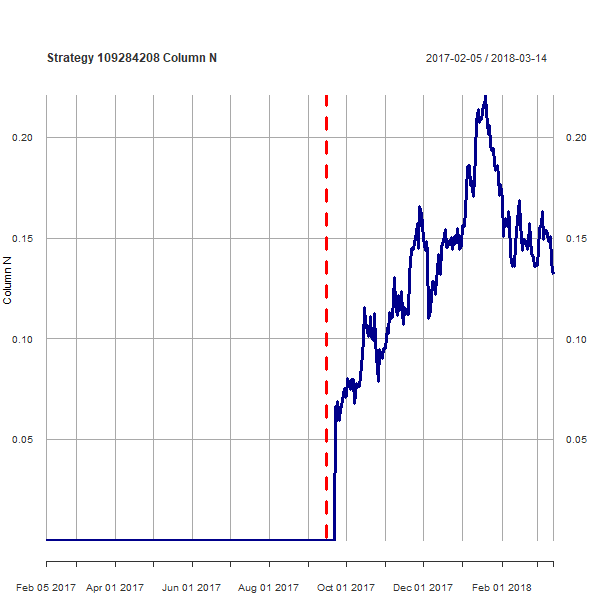 Strategy 109284208 Column N
2017-02-05 / 2018-03-14
0.20 0.20
0.15 0.15
0.10 0.10
0.05 0.05
Column N
Feb 05 2017 Apr 01 2017 Jun 01 2017 Aug 01 2017 Oct 01 2017 Dec 01 2017 Feb 01 2018